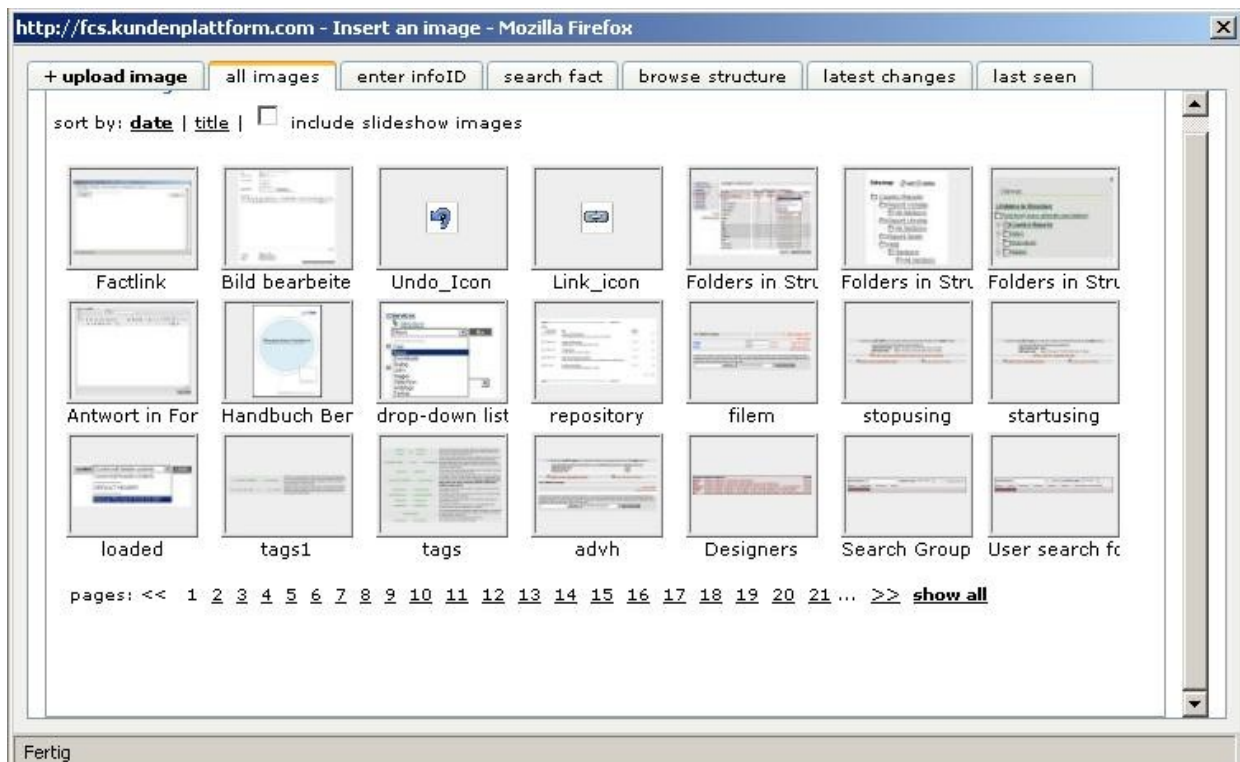 http://fcs.kundenplattform.com - Insert an image - Mozilla Firefox
+ upload image all images enter infoID search fact browse structure latest changes last seen
sort by: date | title | include slideshow images
Factlink Bild bearbeite Undo_Icon Link_icon Folders in Stru Folders in Stru Folders in Stru
Antwort in For Handbuch Ber drop-down list repository filem stopusing startusing
loaded tags1 tags advh Designers Search Group User search fo
pages: << 1 2 3 4 5 6 7 8 9 10 11 12 13 14 15 16 17 18 19 20 21 ... >> show all
Fertig